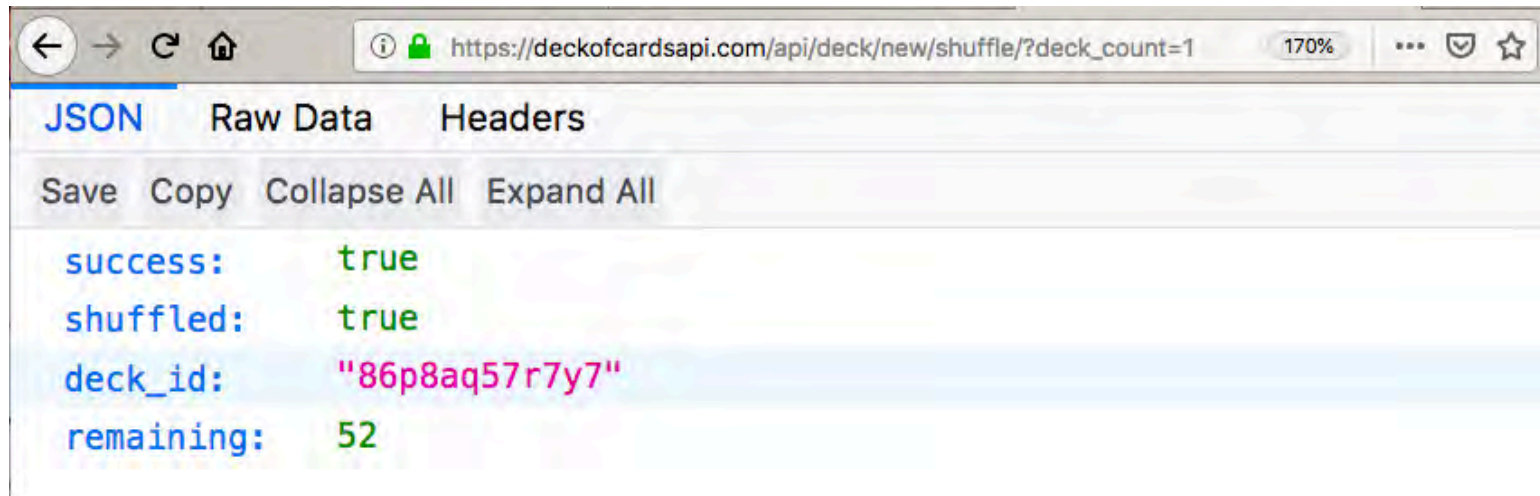 https://deckofcardsapi.com/api/deck/new/shuffle/?deck_count=1 170%
JSON Raw Data Headers
Save Copy Collapse All Expand All
success: true
shuffled: true
deck_id: "86p8aq57r7y7"
remaining: 52